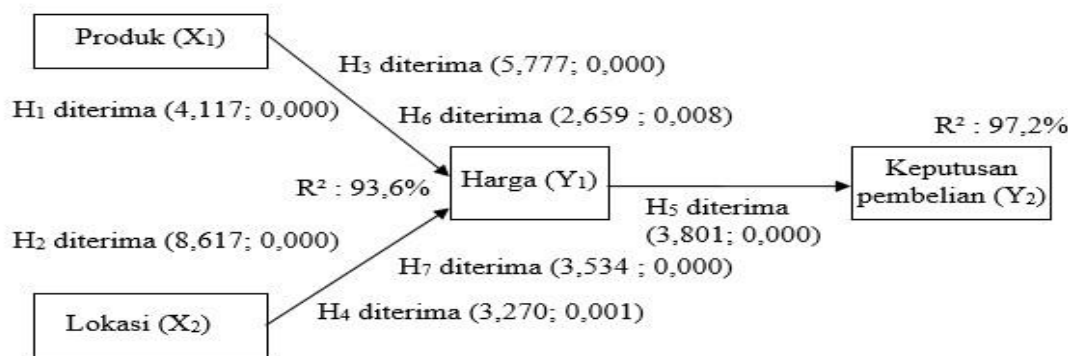 Produk (X₁)
H₃ diterima (5,777; 0,000)
H₁ diterima (4,117; 0,000)
H₆ diterima (2,659 ; 0,008)
R² : 97,2%
R² : 93,6%
Harga (Y₁)
Keputusan
pembelian (Y₂)
H₅ diterima
(3,801; 0,000)
H₂ diterima (8,617; 0,000)
H₇ diterima (3,534 ; 0,000)
H₄ diterima (3,270; 0,001)
Lokasi (X₂)